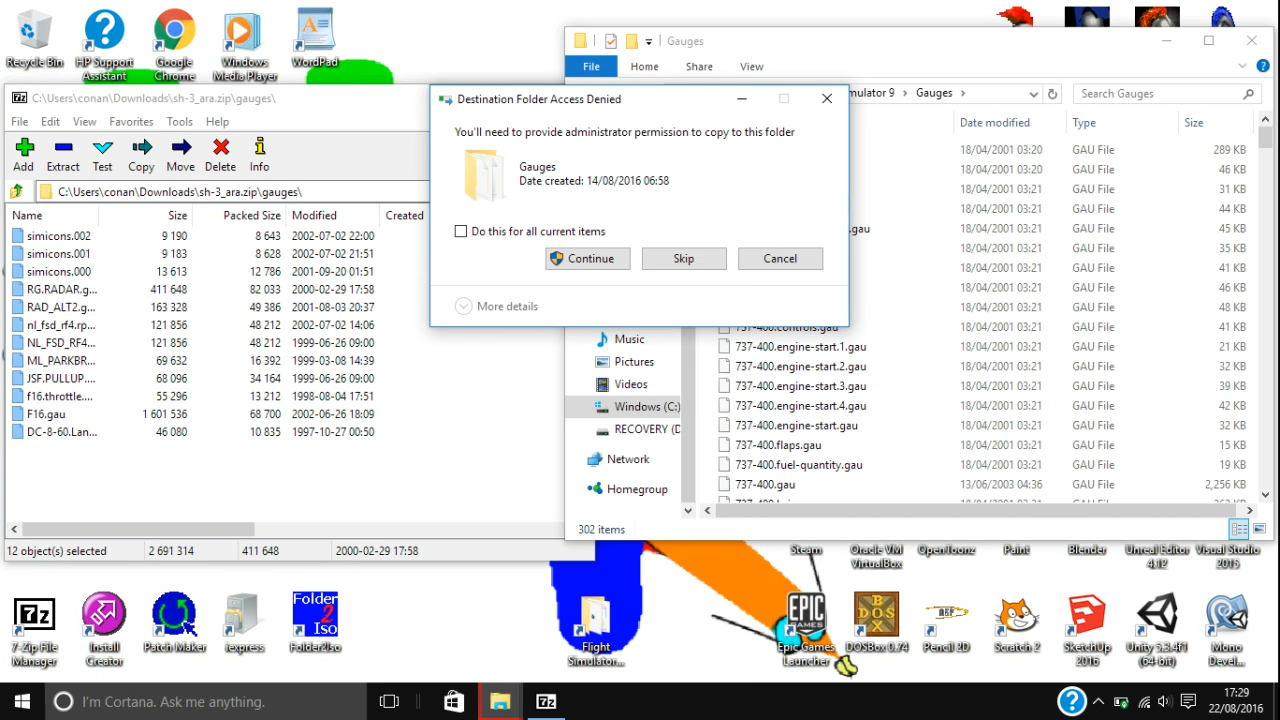 Recycle Bin
HP Support Assistant
Google Chrome
Windows Media Player
WordPad
C:\Users\conan\Downloads\sh-3_ara.zip\gauges\
File Edit View Favorites Tools Help
Add Extract Test Copy Move Delete Info
C:\Users\conan\Downloads\sh-3_ara.zip\gauges\
Name Size Packed Size Modified Created
simicons.002 9 190 8 643 2002-07-02 22:00
simicons.001 9 183 8 628 2002-07-02 21:51
simicons.000 13 613 12 786 2001-09-20 01:51
RG.RADAR.g... 411 648 82 033 2000-02-29 17:58
RAD_ALT2.g... 163 328 49 386 2001-08-03 20:37
nl_fsd_rf4.rp... 121 856 48 212 2002-07-02 14:06
NL_FSD_RF4... 121 856 48 212 1999-06-26 09:00
ML_PARKBR... 69 632 16 392 1999-03-08 14:39
JSF.PULLUP.... 68 096 34 164 1999-06-26 09:00
f16.throttle.... 55 296 13 212 1998-08-04 17:51
F16.gau 1 601 536 68 700 2002-06-26 18:09
DC-8-60.Lan... 46 080 10 835 1997-10-27 00:50
12 object(s) selected 2 691 314 411 648 2000-02-29 17:58
Destination Folder Access Denied
You'll need to provide administrator permission to copy to this folder
Gauges
Date created: 14/08/2016 06:58
Do this for all current items
Continue Skip Cancel
More details
Gauges
File Home Share View
mulator 9 > Gauges > Search Gauges
Date modified Type Size
18/04/2001 03:20 GAU File 289 KB
18/04/2001 03:20 GAU File 46 KB
18/04/2001 03:21 GAU File 31 KB
18/04/2001 03:21 GAU File 44 KB
.gau 18/04/2001 03:21 GAU File 45 KB
18/04/2001 03:21 GAU File 35 KB
18/04/2001 03:21 GAU File 41 KB
18/04/2001 03:21 GAU File 46 KB
18/04/2001 03:21 GAU File 48 KB
737-400.controls.gau 18/04/2001 03:21 GAU File 41 KB
737-400.engine-start.1.gau 18/04/2001 03:21 GAU File 21 KB
737-400.engine-start.2.gau 18/04/2001 03:21 GAU File 32 KB
737-400.engine-start.3.gau 18/04/2001 03:21 GAU File 39 KB
737-400.engine-start.4.gau 18/04/2001 03:21 GAU File 42 KB
737-400.engine-start.gau 18/04/2001 03:21 GAU File 32 KB
737-400.flaps.gau 18/04/2001 03:21 GAU File 15 KB
737-400.fuel-quantity.gau 18/04/2001 03:21 GAU File 19 KB
737-400.gau 13/06/2003 04:36 GAU File 2,256 KB
Music
Pictures
Videos
Windows (C:)
RECOVERY (D
Network
Homegroup
302 items
Steam
Oracle VM VirtualBox
OpenToonz
Paint
Blender
Unreal Editor 4.12
Visual Studio 2015
7-Zip File Manager
Install Creator
Patch Maker
iexpress
Folder 2 Iso
Folder2Iso
Flight Simulator...
EPIC GAMES
Epic Games Launcher
DOSBox 0.74
Pencil 2D
Scratch 2
SketchUp 2016
Unity 5.3.4f1 (64-bit)
Mono Devel...
I'm Cortana. Ask me anything.
17:29
22/08/2016